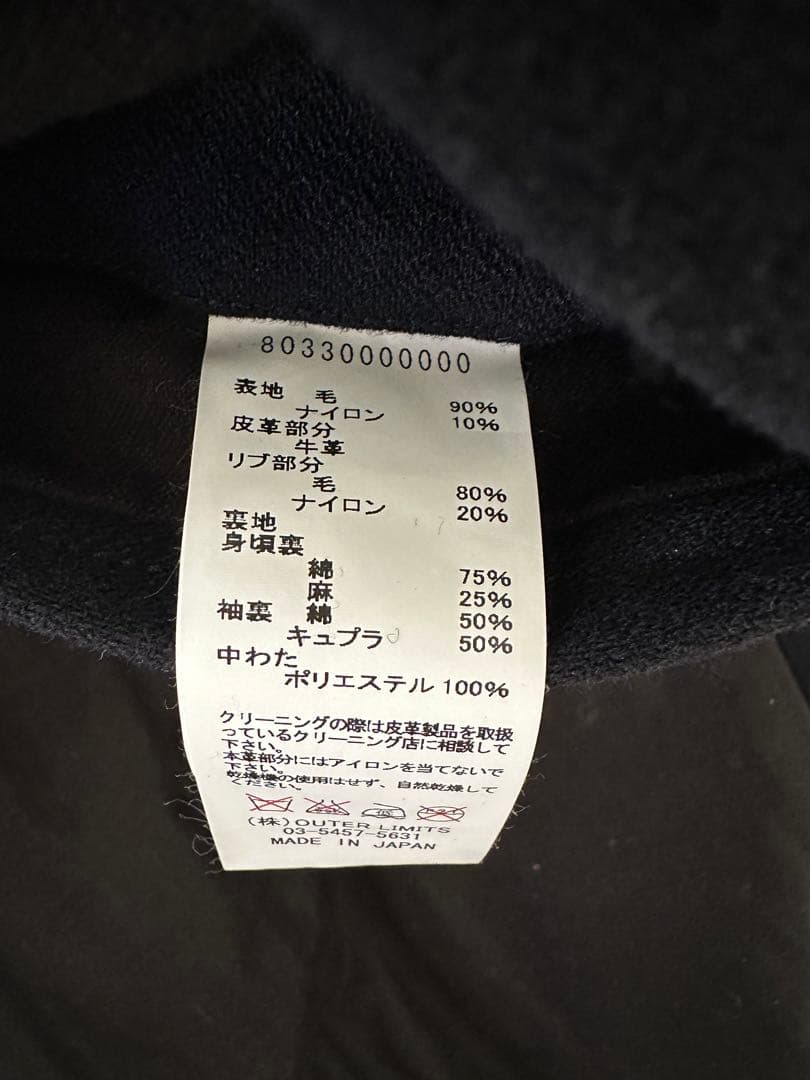 80330000000
表地 毛 90%
ナイロン 10%
皮革部分
牛革
リブ部分
毛 80%
ナイロン 20%
裏地
身頃裏
綿 75%
麻 25%
袖裏 綿 50%
キュプラ 50%
中わた
ポリエステル 100%
クリーニングの際は皮革製品を取扱
っているクリーニング店に相談して
下さい。
本革部分にはアイロンを当てないで
下さい。
乾燥機の使用はせず、自然乾燥して
ください。
低
(株)OUTER LIMITS
03-5457-5631
MADE IN JAPAN